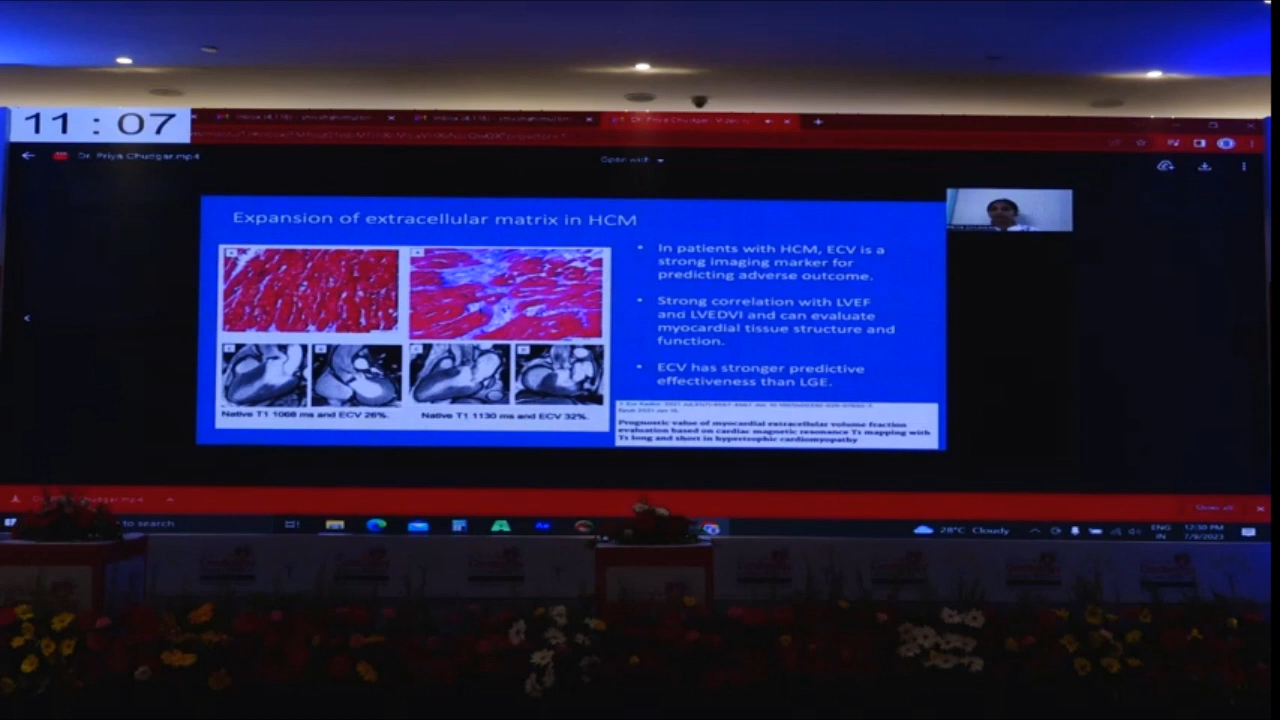 11 : 07
Dr. Priya Chudgar.mp4
Open with
Expansion of extracellular matrix in HCM
• In patients with HCM, ECV is a
strong imaging marker for
predicting adverse outcome.
• Strong correlation with LVEF
and LVEDVI and can evaluate
myocardial tissue structure and
function.
• ECV has stronger predictive
effectiveness than LGE.
Native T1 1068 ms and ECV 26%.
Native T1 1130 ms and ECV 32%.
Prognostic value of myocardial extracellular volume fraction
evaluation based on cardiac magnetic resonance T1 mapping with
T1 long and short in hypertrophic cardiomyopathy
to search
28°C Cloudy
ENG
IN
12:30 PM
7/9/2023